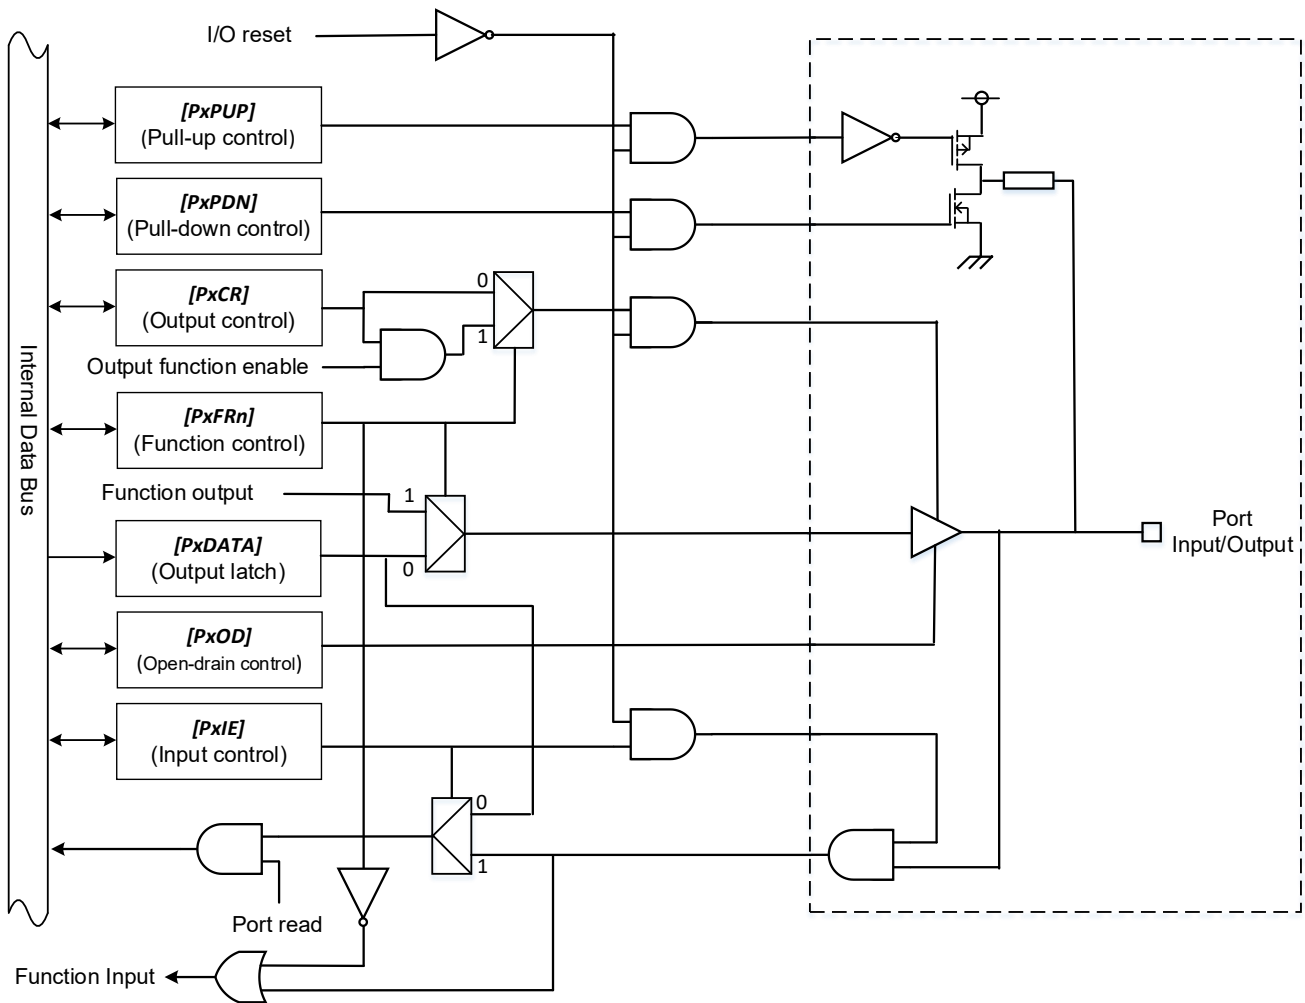 I/O reset
[PxPUP]
(Pull-up control)
[PxPDN]
(Pull-down control)
[PxCR]
(Output control)
0
1
Output function enable
[PxFRn]
(Function control)
Internal Data Bus
Function output
1
[PxDATA]
(Output latch)
0
Port
Input/Output
[PxOD]
(Open-drain control)
[PxIE]
(Input control)
0
1
Port read
Function Input